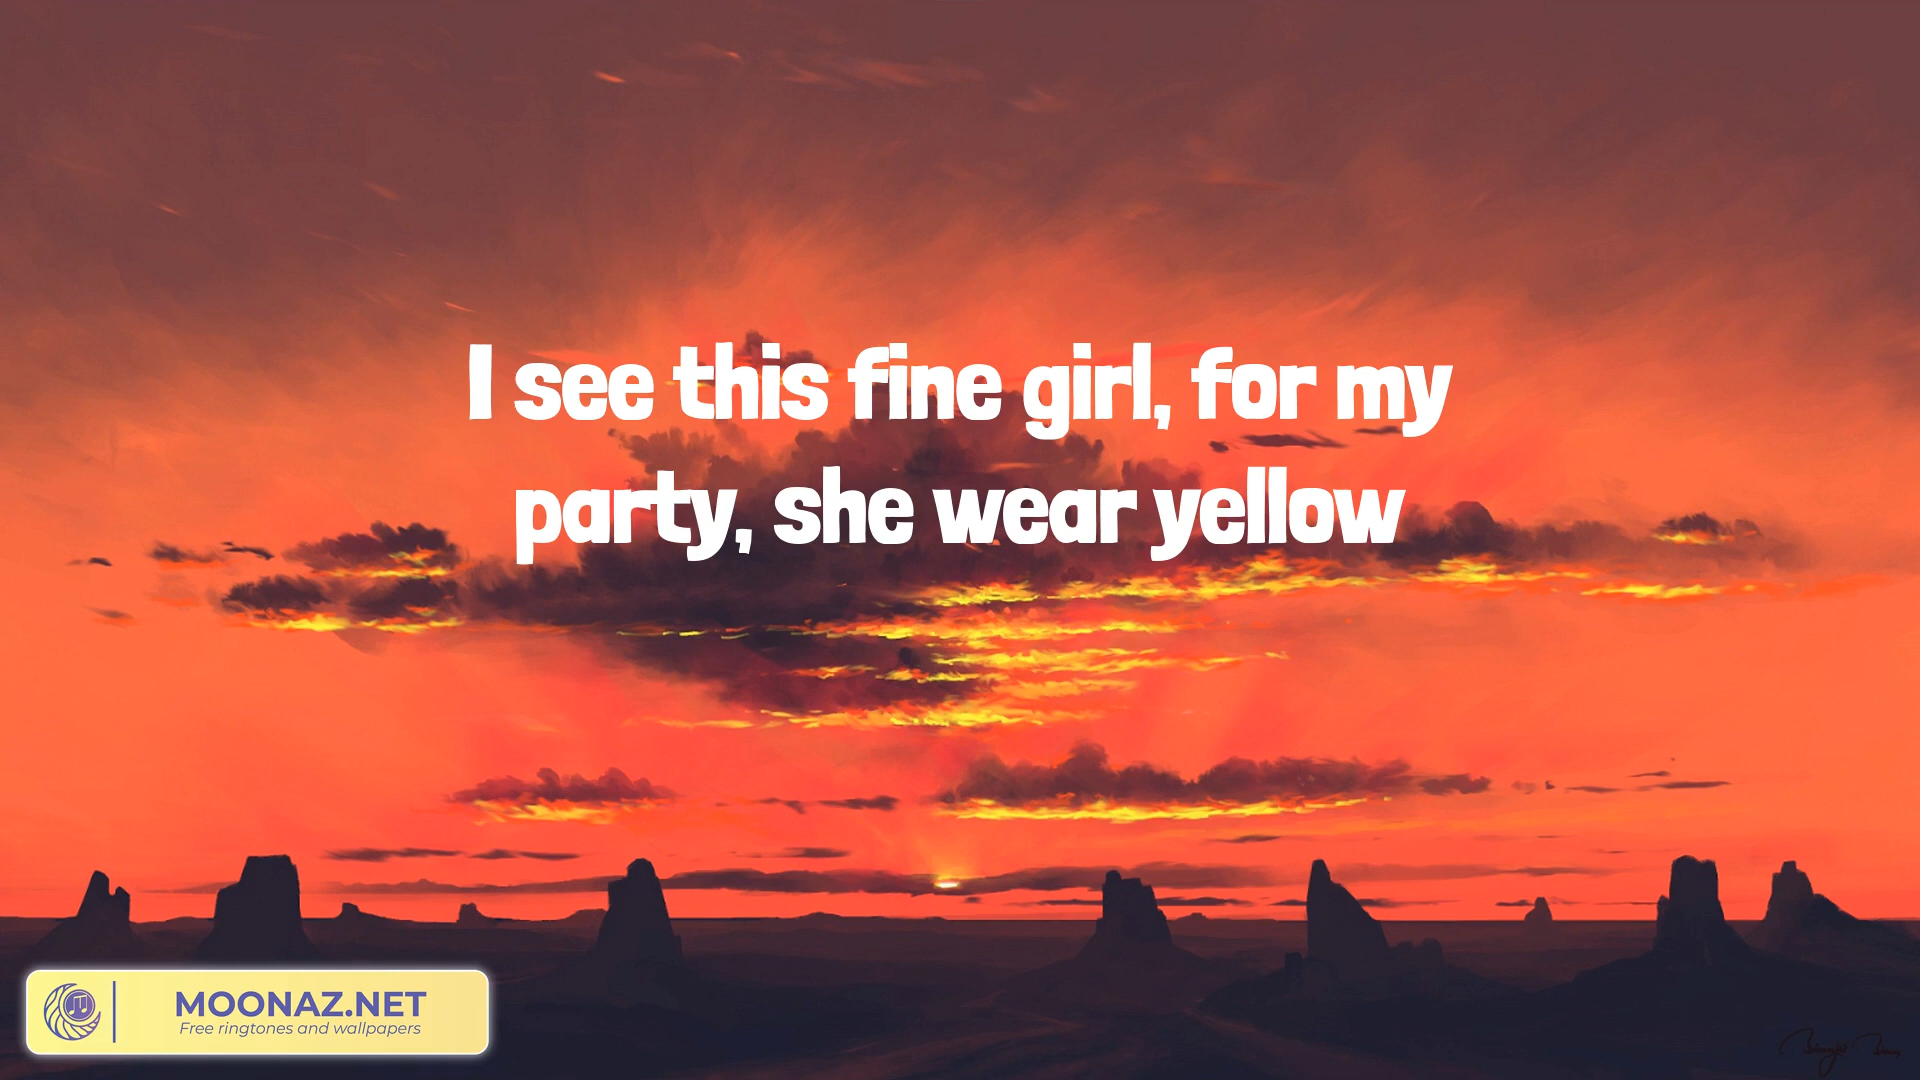 I see this fine girl, for my
party, she wear yellow
MOONAZ.NET
Free ringtones and wallpapers